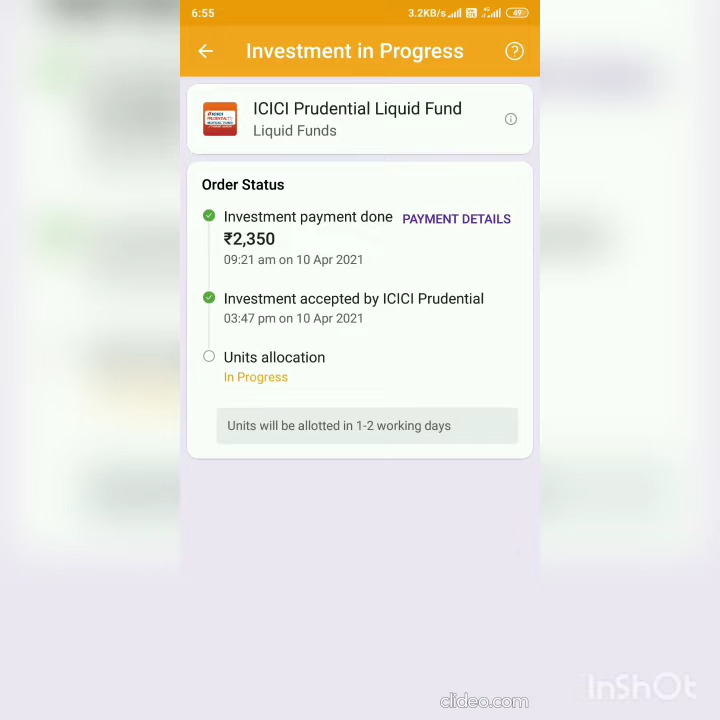 6:55
3.2KB/s 4G 49
Investment in Progress
ICICI Prudential Liquid Fund
Liquid Funds
Order Status
Investment payment done PAYMENT DETAILS
₹2,350
09:21 am on 10 Apr 2021
Investment accepted by ICICI Prudential
03:47 pm on 10 Apr 2021
Units allocation
In Progress
Units will be allotted in 1-2 working days
InShOt
clideo.com